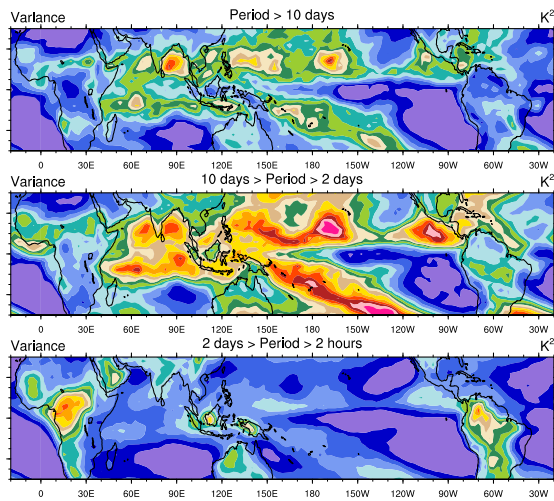 Variance Period > 10 days K²
0 30E 60E 90E 120E 150E 180 150W 120W 90W 60W 30W
Variance 10 days > Period > 2 days K²
0 30E 60E 90E 120E 150E 180 150W 120W 90W 60W 30W
Variance 2 days > Period > 2 hours K²
0 30E 60E 90E 120E 150E 180 150W 120W 90W 60W 30W